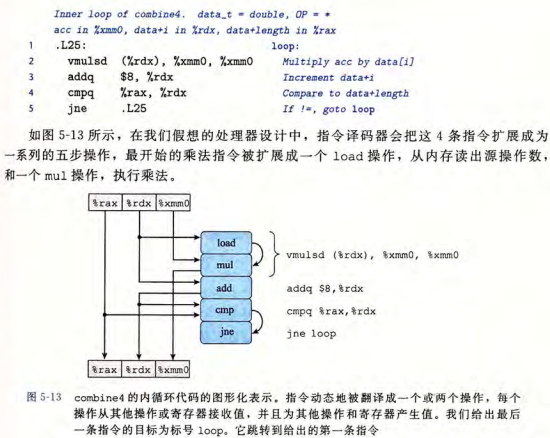 Inner loop of combine4. data_t = double, OP = *
acc in %xmm0, data+i in %rdx, data+length in %rax
1 .L25: loop:
2 vmulsd (%rdx), %xmm0, %xmm0 Multiply acc by data[i]
3 addq $8, %rdx Increment data+i
4 cmpq %rax, %rdx Compare to data+length
5 jne .L25 If !=, goto loop
如图 5-13 所示，在我们假想的处理器设计中，指令译码器会把这 4 条指令扩展成为
一系列的五步操作，最开始的乘法指令被扩展成一个 load 操作，从内存读出源操作数，
和一个 mul 操作，执行乘法。
%rax %rdx %xmm0
load
mul
vmulsd (%rdx), %xmm0, %xmm0
add
addq $8,%rdx
cmp
cmpq %rax,%rdx
jne
jne loop
%rax %rdx %xmm0
图 5-13 combine4 的内循环代码的图形化表示。指令动态地被翻译成一个或两个操作，每个
操作从其他操作或寄存器接收值，并且为其他操作和寄存器产生值。我们给出最后
一条指令的目标为标号 loop。它跳转到给出的第一条指令